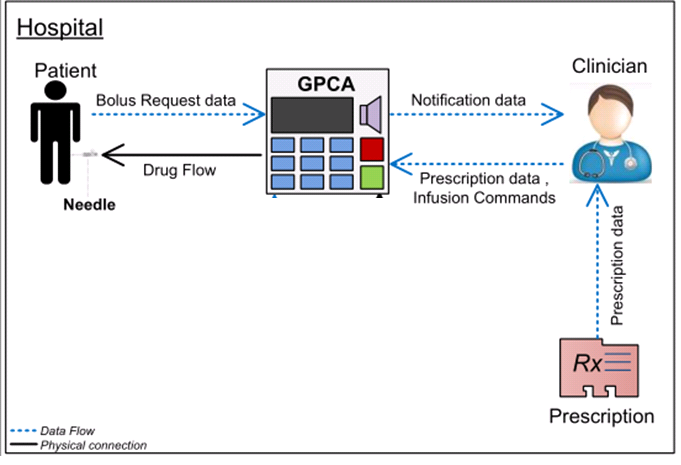 Hospital
Patient
GPCA
Clinician
Bolus Request data
Notification data
Drug Flow
Prescription data ,
Infusion Commands
Needle
Prescription data
Rx
Prescription
Data Flow
Physical connection